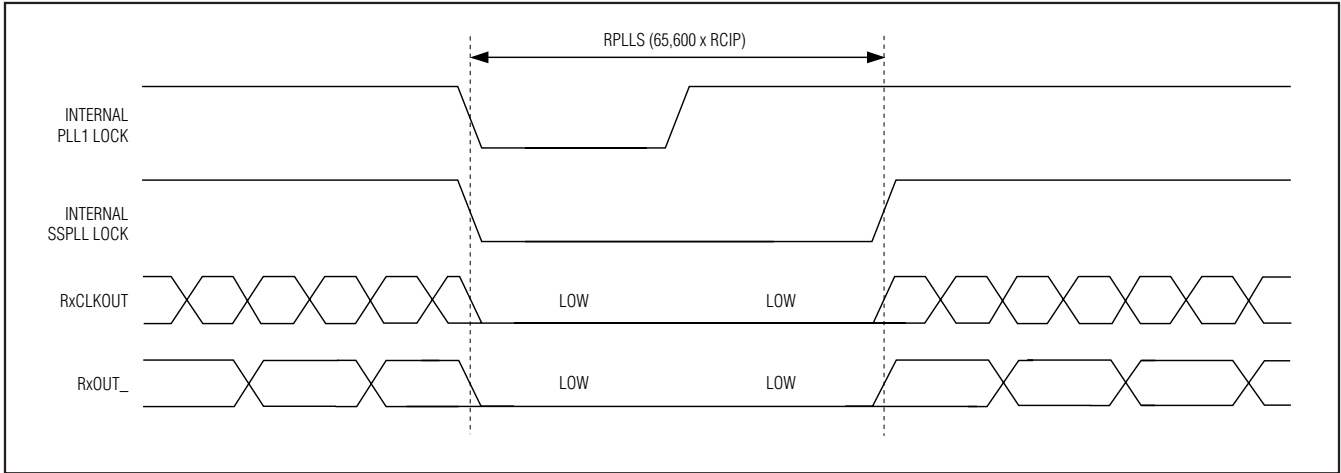 RPLLS (65,600 x RCIP)
INTERNAL
PLL1 LOCK
INTERNAL
SSPLL LOCK
RxCLKOUT
LOW
LOW
RxOUT_
LOW
LOW